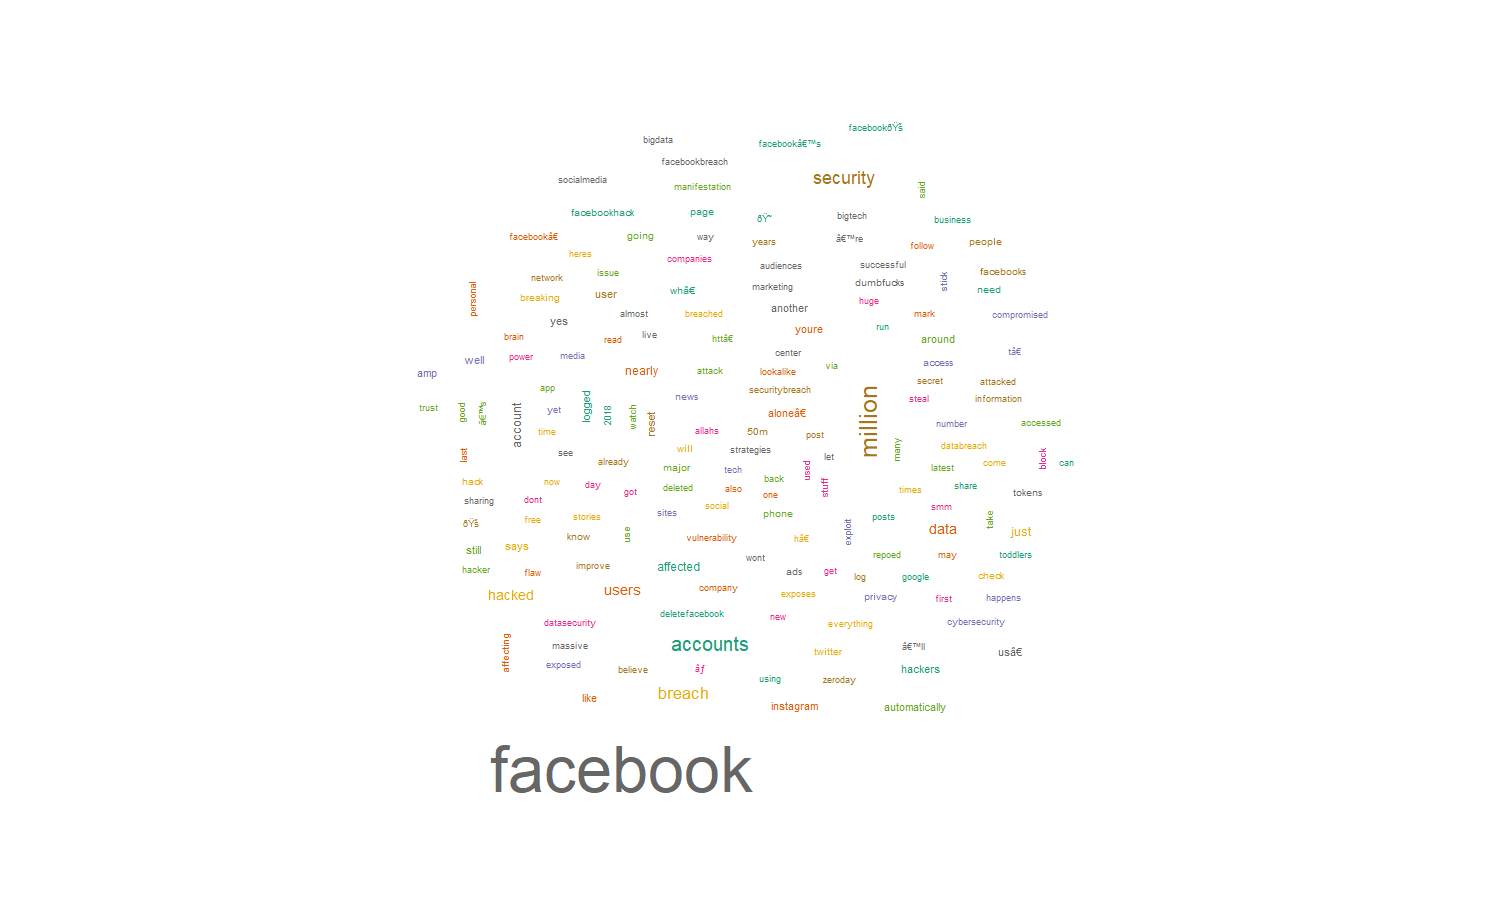 facebookðŸš
bigdata
facebookâ€™s
facebookbreach
security
socialmedia
manifestation
said
facebookhack
page
ðŸ˜
bigtech
business
facebookâ€
going
way
years
â€™re
follow
people
heres
companies
audiences
successful
network
issue
facebooks
stick
dumbfucks
personal
breaking
user
whâ€
marketing
need
almost
breached
another
huge
mark
compromised
yes
brain
read
live
httâ€
youre
run
around
well
power
media
center
tâ€
amp
nearly
attack
lookalike
via
access
app
securitybreach
secret
attacked
trust
good
â€™s
account
yet
logged
2018
watch
reset
news
aloneâ€
million
steal
information
time
allahs
50m
post
number
accessed
last
see
already
will
strategies
let
many
databreach
hack
now
day
got
major
tech
back
used
latest
come
block
can
sharing
dont
deleted
also
one
stuff
times
share
tokens
ðŸš
free
stories
use
sites
social
phone
exploit
posts
smm
take
still
says
know
vulnerability
hâ€
data
just
hacker
flaw
improve
affected
wont
ads
get
repoed
may
toddlers
hacked
users
company
exposes
log
google
check
privacy
first
happens
datasecurity
deletefacebook
new
everything
cybersecurity
affecting
massive
accounts
twitter
â€™ll
usâ€
exposed
believe
âƒ
using
zeroday
hackers
like
breach
instagram
automatically
facebook